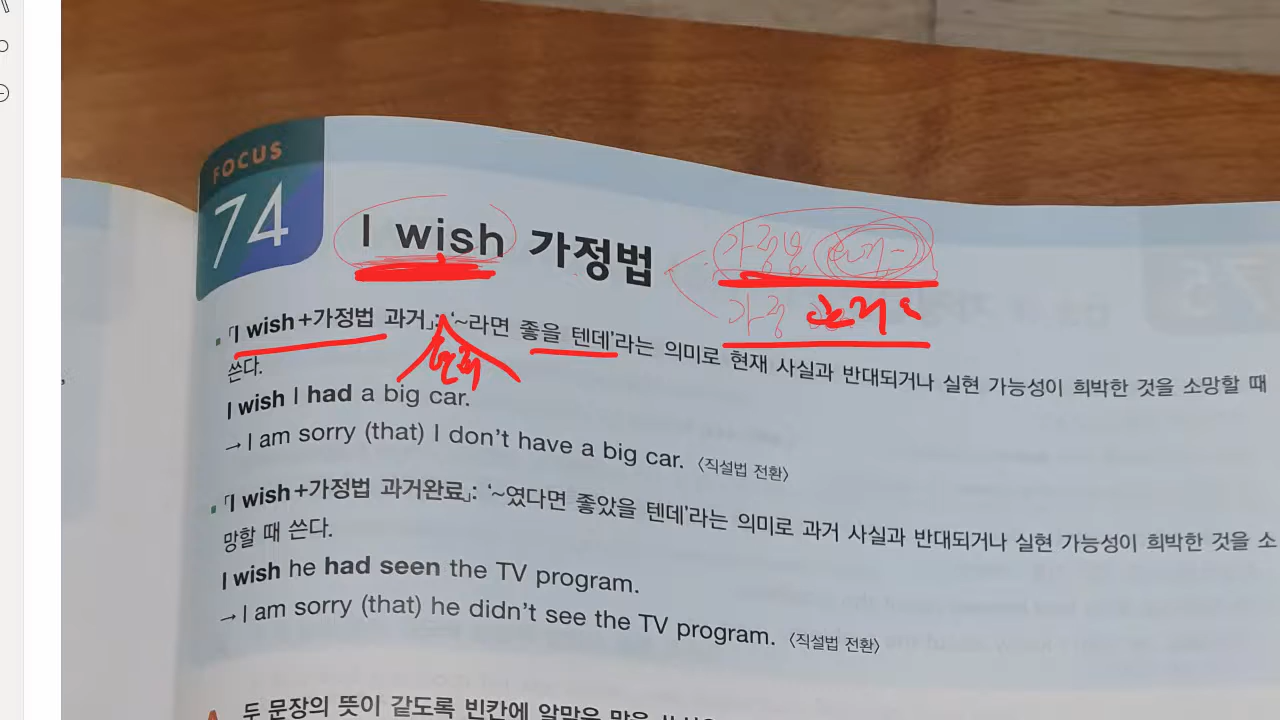 FOCUS
74
I wish 가정법
「I wish+가정법 과거」: ‘~라면 좋을 텐데’라는 의미로 현재 사실과 반대되거나 실현 가능성이 희박한 것을 소망할 때
쓴다.
I wish I had a big car.
→ I am sorry (that) I don't have a big car. 〈직설법 전환〉
「I wish+가정법 과거완료」: ‘~였다면 좋았을 텐데’라는 의미로 과거 사실과 반대되거나 실현 가능성이 희박한 것을 소
망할 때 쓴다.
I wish he had seen the TV program.
→ I am sorry (that) he didn't see the TV program. 〈직설법 전환〉
A 두 문장의 뜻이 같도록 빈칸에 알맞은 말을